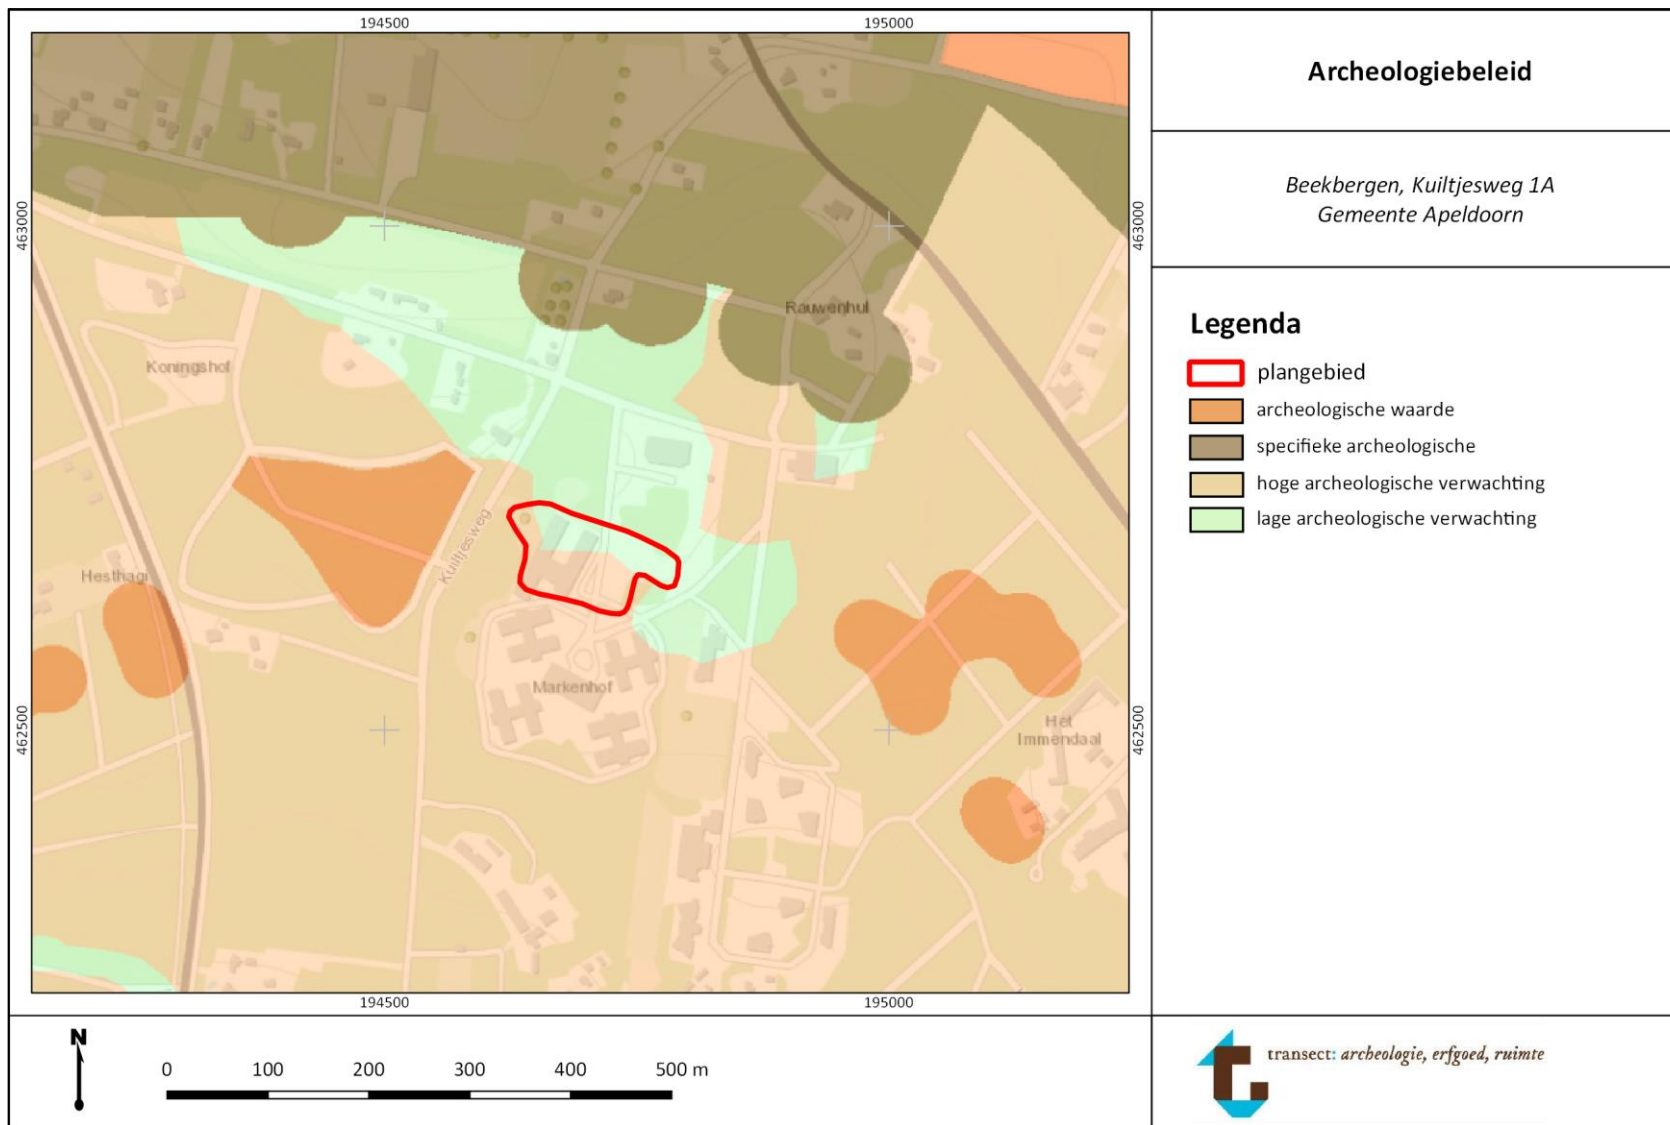 194500
195000
463000
463000
Rauwenhul
Koningshof
Kuiltjesweg
Hesthagi
Markenhof
Het
Immendaal
462500
462500
194500
195000
N
0 100 200 300 400 500 m
Archeologiebeleid
Beekbergen, Kuiltjesweg 1A
Gemeente Apeldoorn
Legenda
plangebied
archeologische waarde
specifieke archeologische
hoge archeologische verwachting
lage archeologische verwachting
transect: archeologie, erfgoed, ruimte